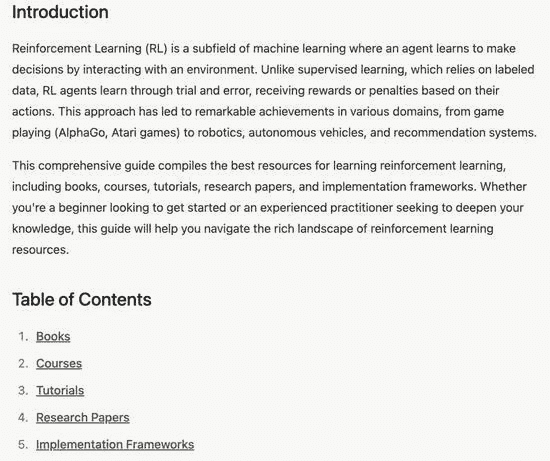 Introduction
Reinforcement Learning (RL) is a subfield of machine learning where an agent learns to make
decisions by interacting with an environment. Unlike supervised learning, which relies on labeled
data, RL agents learn through trial and error, receiving rewards or penalties based on their
actions. This approach has led to remarkable achievements in various domains, from game
playing (AlphaGo, Atari games) to robotics, autonomous vehicles, and recommendation systems.
This comprehensive guide compiles the best resources for learning reinforcement learning,
including books, courses, tutorials, research papers, and implementation frameworks. Whether
you're a beginner looking to get started or an experienced practitioner seeking to deepen your
knowledge, this guide will help you navigate the rich landscape of reinforcement learning
resources.
Table of Contents
1. Books
2. Courses
3. Tutorials
4. Research Papers
5. Implementation Frameworks